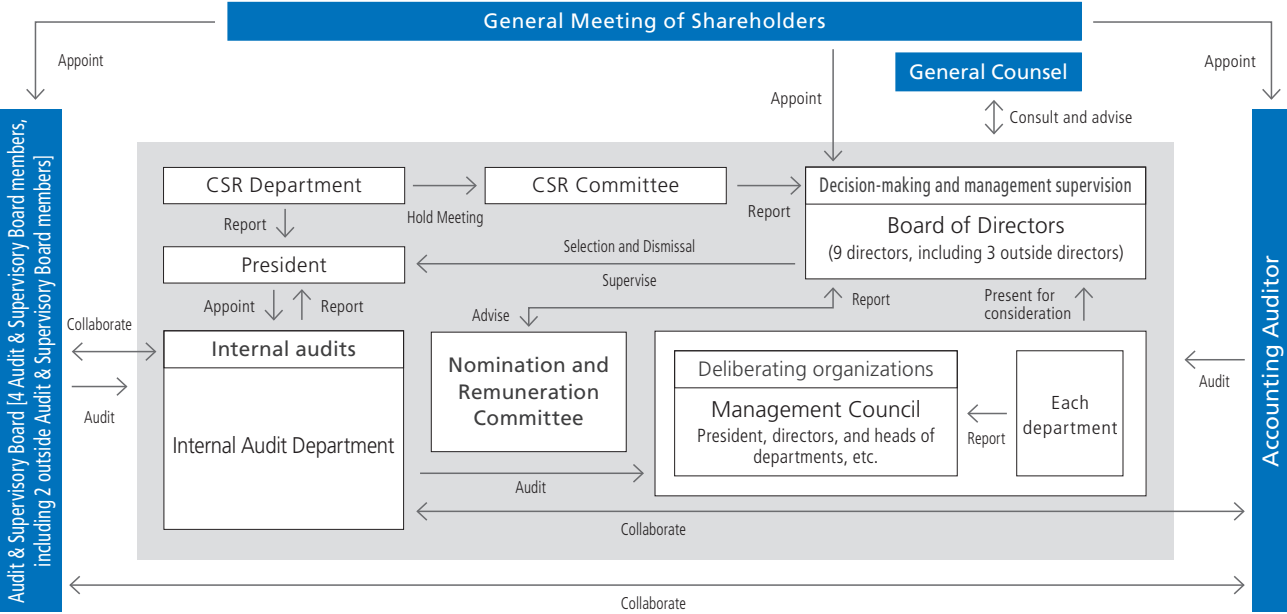 General Meeting of Shareholders
Appoint
Appoint
Appoint
General Counsel
Consult and advise
Audit & Supervisory Board [4 Audit & Supervisory Board members,
including 2 outside Audit & Supervisory Board members]
CSR Department
Hold Meeting
CSR Committee
Report
Decision-making and management supervision
Board of Directors
(9 directors, including 3 outside directors)
Report
President
Selection and Dismissal
Supervise
Appoint
Report
Advise
Report
Present for
consideration
Collaborate
Audit
Internal audits
Internal Audit Department
Nomination and
Remuneration
Committee
Deliberating organizations
Management Council
President, directors, and heads of
departments, etc.
Report
Each
department
Audit
Audit
Collaborate
Accounting Auditor
Collaborate